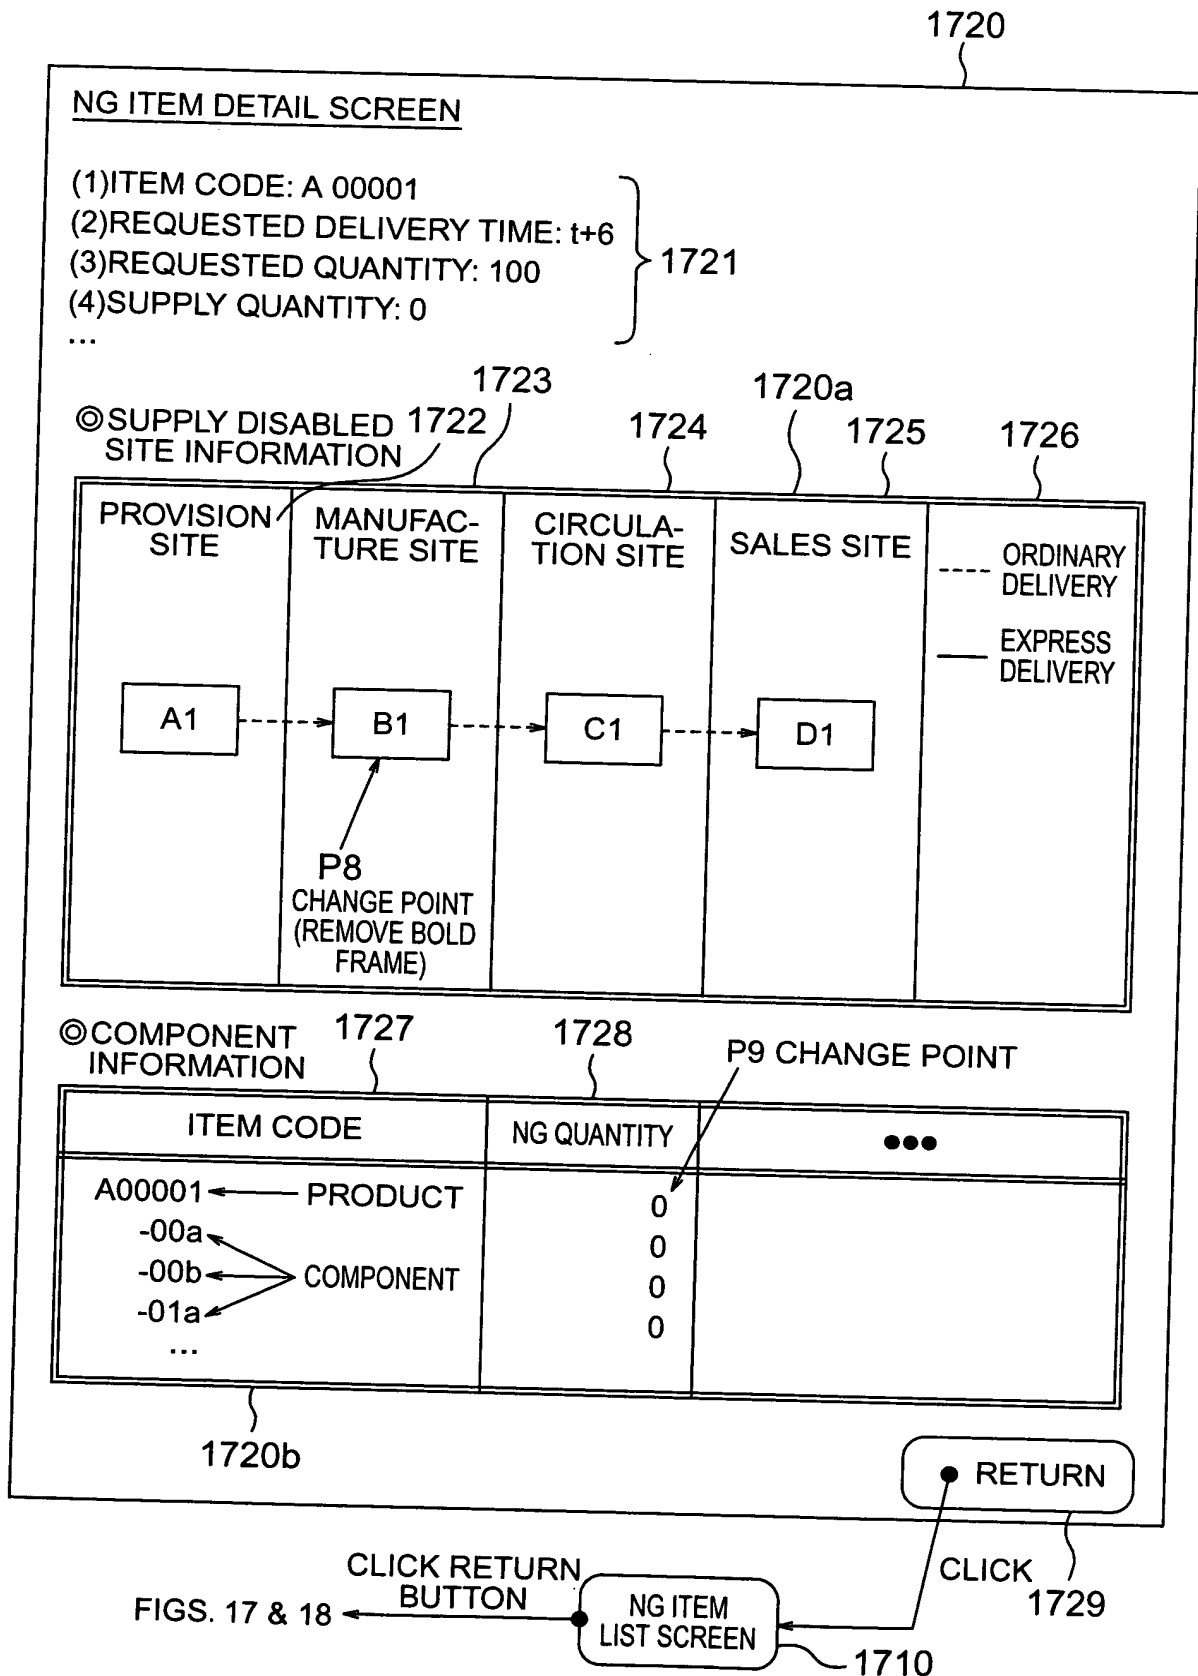 1720
NG ITEM DETAIL SCREEN
(1)ITEM CODE: A 00001
(2)REQUESTED DELIVERY TIME: t+6
(3)REQUESTED QUANTITY: 100
(4)SUPPLY QUANTITY: 0
...
1721
◎SUPPLY DISABLED
SITE INFORMATION
1722
1723
1724
1720a
1725
1726
PROVISION
SITE
MANUFAC-
TURE SITE
CIRCULA-
TION SITE
SALES SITE
ORDINARY
DELIVERY
EXPRESS
DELIVERY
A1
B1
C1
D1
P8
CHANGE POINT
(REMOVE BOLD
FRAME)
◎COMPONENT
INFORMATION
1727
1728
P9 CHANGE POINT
ITEM CODE
NG QUANTITY
●●●
A00001
PRODUCT
0
-00a
0
-00b
COMPONENT
0
-01a
0
...
1720b
RETURN
CLICK
1729
CLICK RETURN
BUTTON
FIGS. 17 & 18
NG ITEM
LIST SCREEN
1710